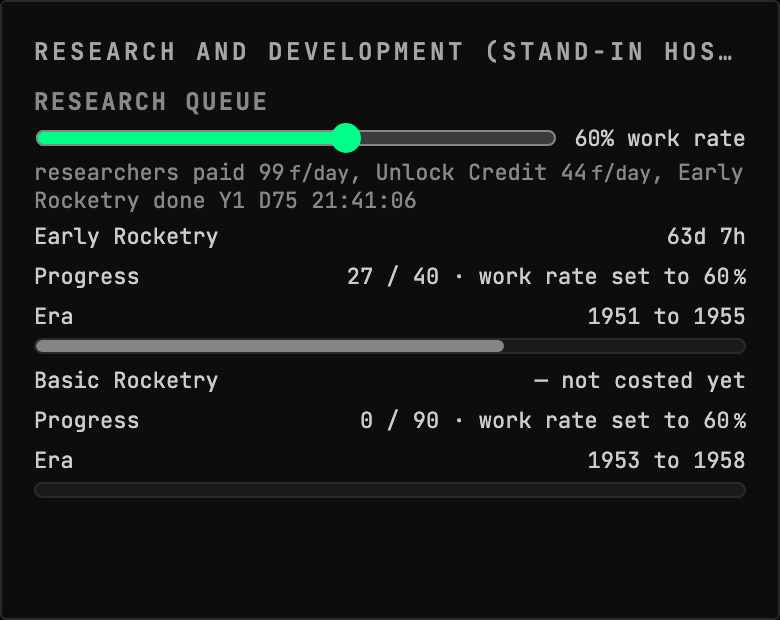 RESEARCH AND DEVELOPMENT (STAND-IN HOS…
RESEARCH QUEUE
60% work rate
researchers paid 99 f/day, Unlock Credit 44 f/day, Early
Rocketry done Y1 D75 21:41:06
Early Rocketry 63d 7h
Progress 27 / 40 · work rate set to 60%
Era 1951 to 1955
Basic Rocketry — not costed yet
Progress 0 / 90 · work rate set to 60%
Era 1953 to 1958